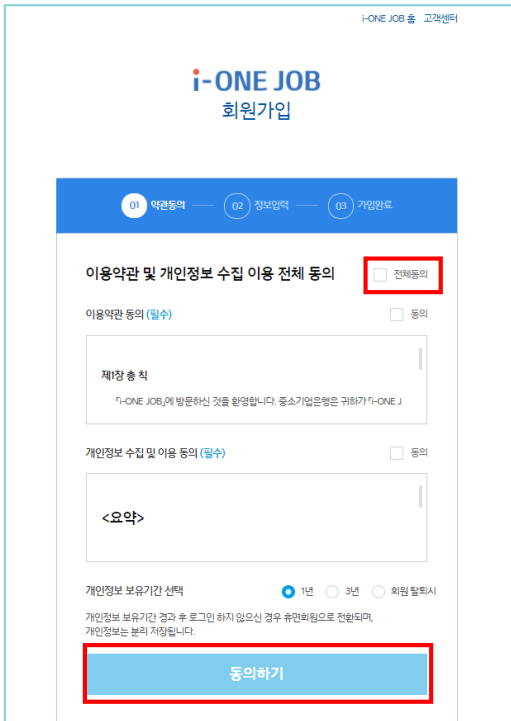 i-ONE JOB 홈 고객센터
i-ONE JOB
회원가입
01 약관동의 02 정보입력 03 가입완료
이용약관 및 개인정보 수집 이용 전체 동의 전체동의
이용약관 동의 (필수) 동의
제1장 총 칙
「i-ONE JOB」에 방문하신 것을 환영합니다. 중소기업은행은 귀하가 「i-ONE J
개인정보 수집 및 이용 동의 (필수) 동의
<요약>
개인정보 보유기간 선택 1년 3년 회원 탈퇴시
개인정보 보유기간 경과 후 로그인 하지 않으신 경우 휴면회원으로 전환되며,
개인정보는 분리 저장됩니다.
동의하기